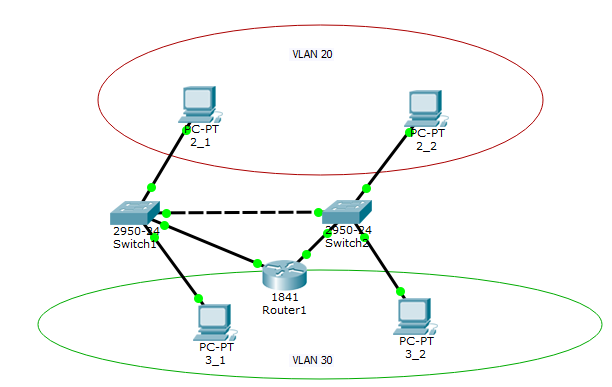 VLAN 20
PC-PT
2_1
PC-PT
2_2
2950-24
Switch1
2950-24
Switch2
1841
Router1
PC-PT
3_1
PC-PT
3_2
VLAN 30